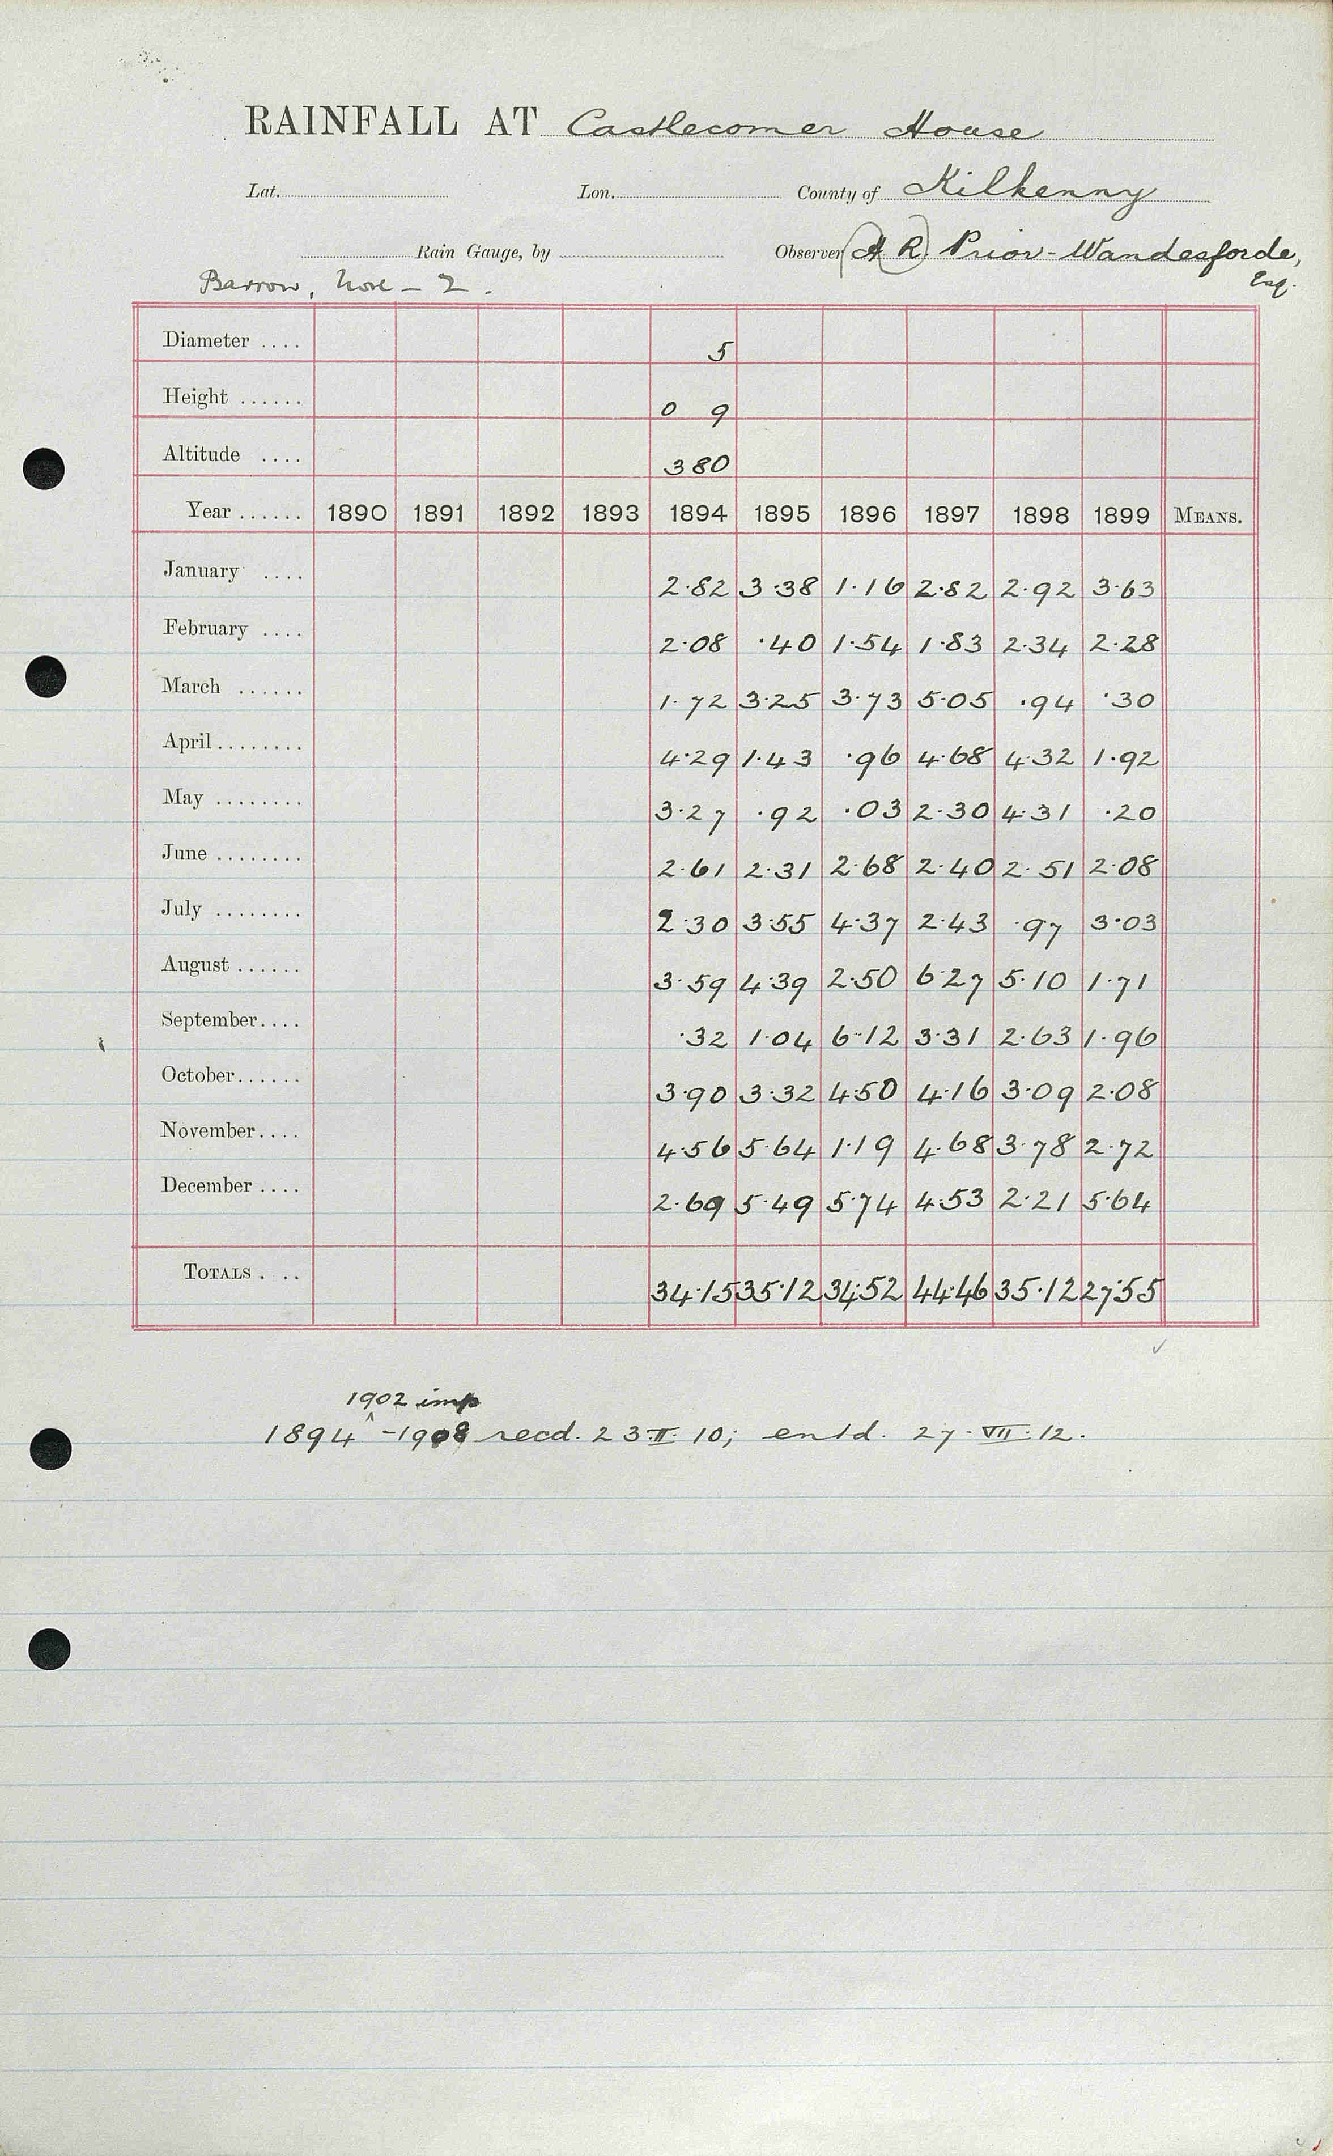 RAINFALL AT Castlecomer House
Lat. Lon. County of Kilkenny
Rain Gauge, by Observer (A R) Prior-Wandesforde,
Esq.
Barrow, Nore – 2.
Diameter .... 5
Height ...... 0 9
Altitude .... 380
Year ...... 1890 1891 1892 1893 1894 1895 1896 1897 1898 1899 MEANS.
January .... 2·82 3·38 1·16 2·82 2·92 3·63
February .... 2·08 ·40 1·54 1·83 2·34 2·28
March ...... 1·72 3·25 3·73 5·05 ·94 ·30
April ........ 4·29 1·43 ·96 4·68 4·32 1·92
May ........ 3·27 ·92 ·03 2·30 4·31 ·20
June ........ 2·61 2·31 2·68 2·40 2·51 2·08
July ........ 2·30 3·55 4·37 2·43 ·97 3·03
August ...... 3·59 4·39 2·50 6·27 5·10 1·71
September.... ·32 1·04 6·12 3·31 2·63 1·96
October...... 3·90 3·32 4·50 4·16 3·09 2·08
November.... 4·56 5·64 1·19 4·68 3·78 2·72
December .... 2·69 5·49 5·74 4·53 2·21 5·64
TOTALS . .. 34·15 35·12 34·52 44·46 35·12 27·55
1902 imp
1894 ^ –1908 recd. 23·II·10; entd. 27·VII·12.